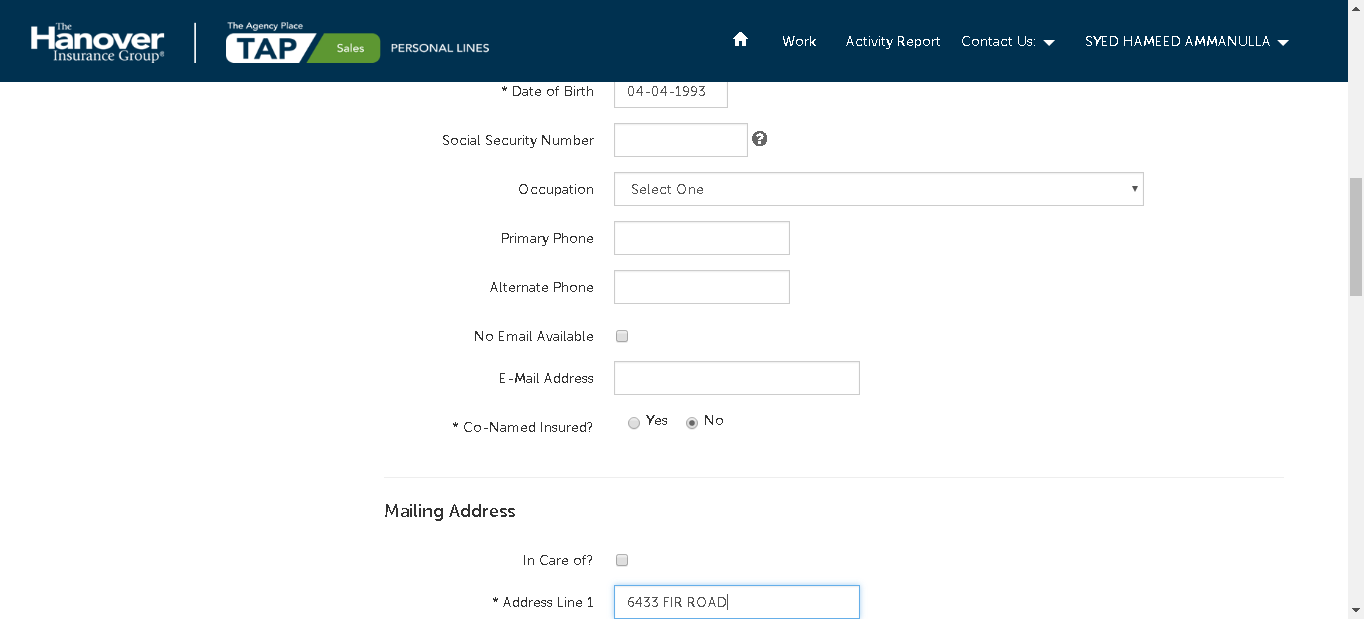 The
Hanover
Insurance Group®
The Agency Place
TAP Sales PERSONAL LINES
Work Activity Report Contact Us: SYED HAMEED AMMANULLA
* Date of Birth 04-04-1993
Social Security Number ?
Occupation Select One
Primary Phone
Alternate Phone
No Email Available
E-Mail Address
* Co-Named Insured? Yes No
Mailing Address
In Care of?
* Address Line 1 6433 FIR ROAD